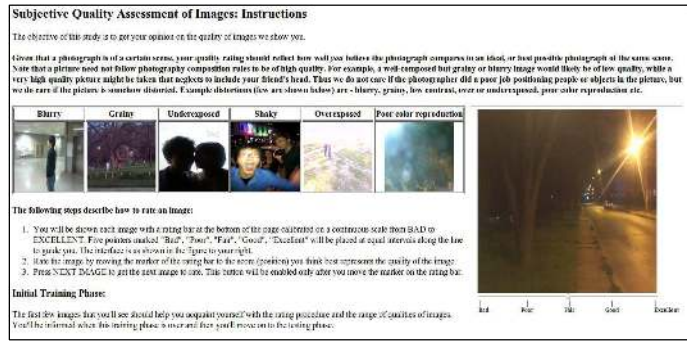 Subjective Quality Assessment of Images: Instructions
The objective of this study is to get your opinion on the quality of images we show you.
Given that a photograph is of a certain scene, your quality rating should reflect how well you believe the photograph compares to an ideal, or best possible photograph of the same scene.
Note that a picture need not follow photography composition rules to be of high quality. For example, a well-composed but grainy or blurry image would likely be of low quality, while a
very high quality picture might be taken that neglects to include your friend's head. Thus we do not care if the photographer did a poor job positioning people or objects in the picture, but
we do care if the picture is somehow distorted. Example distortions (few are shown below) are - blurry, grainy, low contrast, over or underexposed, poor color reproduction etc.
Blurry Grainy Underexposed Shaky Overexposed Poor color reproduction
The following steps describe how to rate an image:
1. You will be shown each image with a rating bar at the bottom of the page calibrated on a continuous scale from BAD to
EXCELLENT. Five pointers marked "Bad", "Poor", "Fair", "Good", "Excellent" will be placed at equal intervals along the line
to guide you. The interface is as shown in the figure to your right.
2. Rate the image by moving the marker of the rating bar to the score (position) you think best represents the quality of the image.
3. Press NEXT IMAGE to get the next image to rate. This button will be enabled only after you move the marker on the rating bar.
Initial Training Phase:
The first few images that you'll see should help you acquaint yourself with the rating procedure and the range of qualities of images.
You'll be informed when this training phase is over and then you'll move on to the testing phase.
Bad Poor Fair Good Excellent